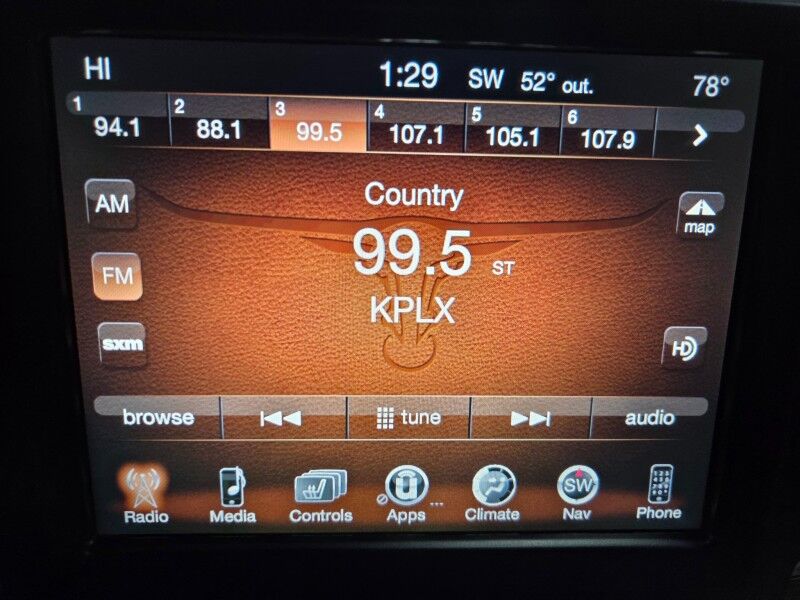 HI 1:29 SW 52° out. 78°
1 2 3 4 5 6
94.1 88.1 99.5 107.1 105.1 107.9
Country
AM
map
99.5 ST
FM
KPLX
sxm
HD
browse tune audio
U SW
Radio Media Controls Apps ... Climate Nav Phone